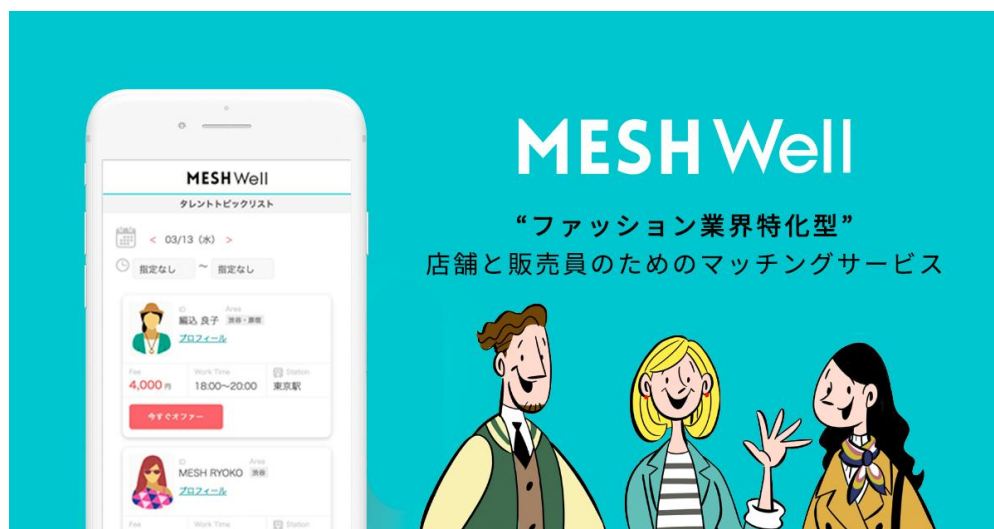 MESHWell
タレントトピックリスト
< 03/13 (水) >
指定なし 〜 指定なし
ID Area
編込 良子 渋谷・原宿
プロフィール
Fee Work Time Station
4,000円 18:00〜20:00 東京駅
今すぐオファー
ID Area
MESH RYOKO 渋谷
プロフィール
Fee Work Time Station
MESHWell
“ファッション業界特化型”
店舗と販売員のためのマッチングサービス